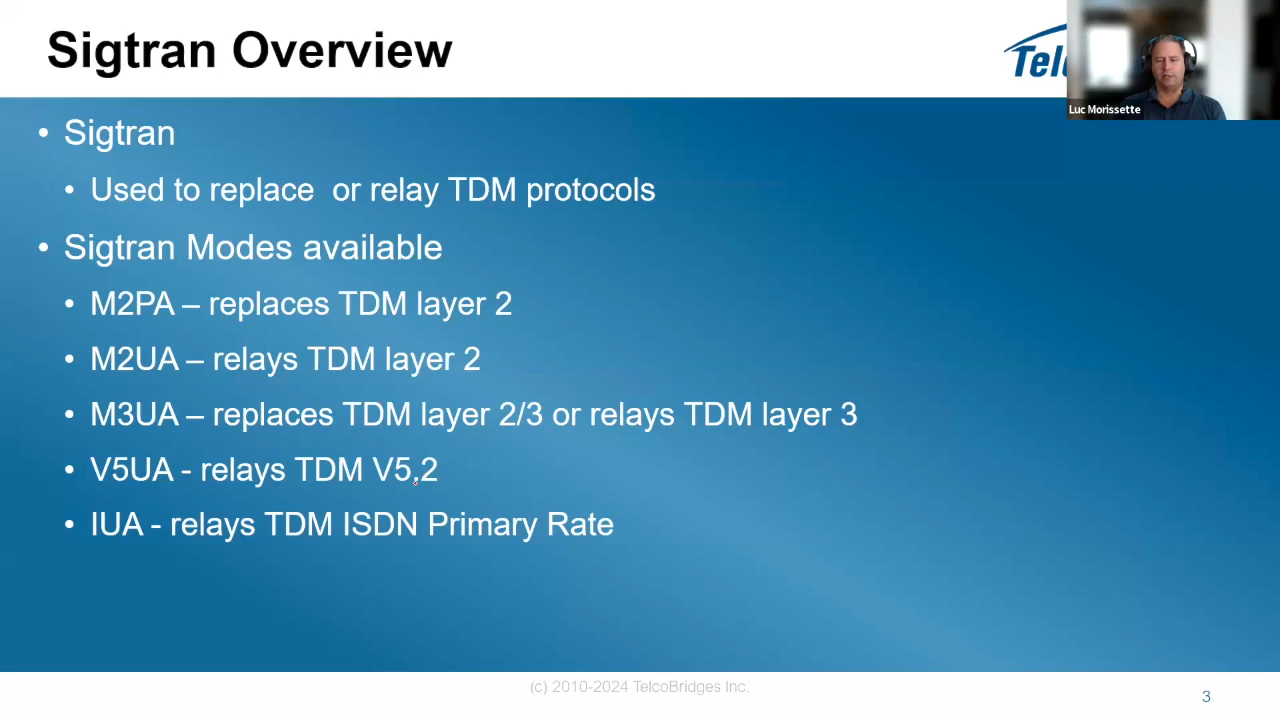 Sigtran Overview
Luc Morissette
• Sigtran
• Used to replace or relay TDM protocols
• Sigtran Modes available
• M2PA – replaces TDM layer 2
• M2UA – relays TDM layer 2
• M3UA – replaces TDM layer 2/3 or relays TDM layer 3
• V5UA - relays TDM V5.2
• IUA - relays TDM ISDN Primary Rate
(c) 2010-2024 TelcoBridges Inc.
3